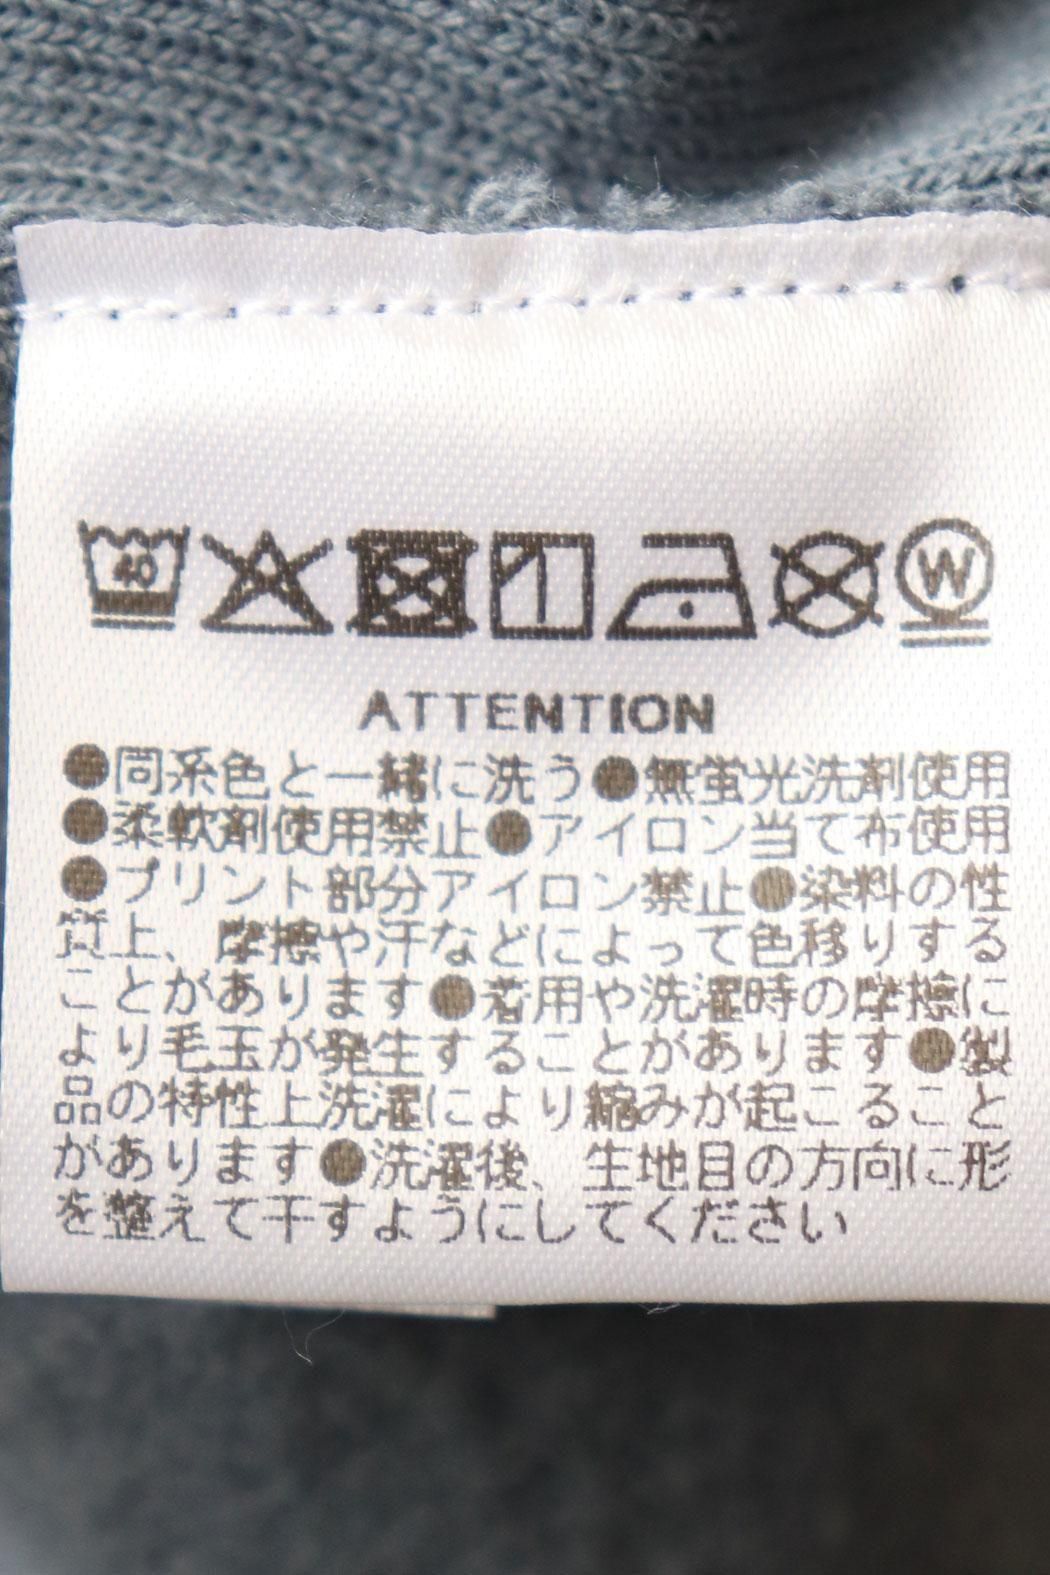 40
W
ATTENTION
●同系色と一緒に洗う●無蛍光洗剤使用
●柔軟剤使用禁止●アイロン当て布使用
●プリント部分アイロン禁止●染料の性
質上、摩擦や汗などによって色移りする
ことがあります●着用や洗濯時の摩擦に
より毛玉が発生することがあります●製
品の特性上洗濯により縮みが起こること
があります●洗濯後、生地目の方向に形
を整えて干すようにしてください